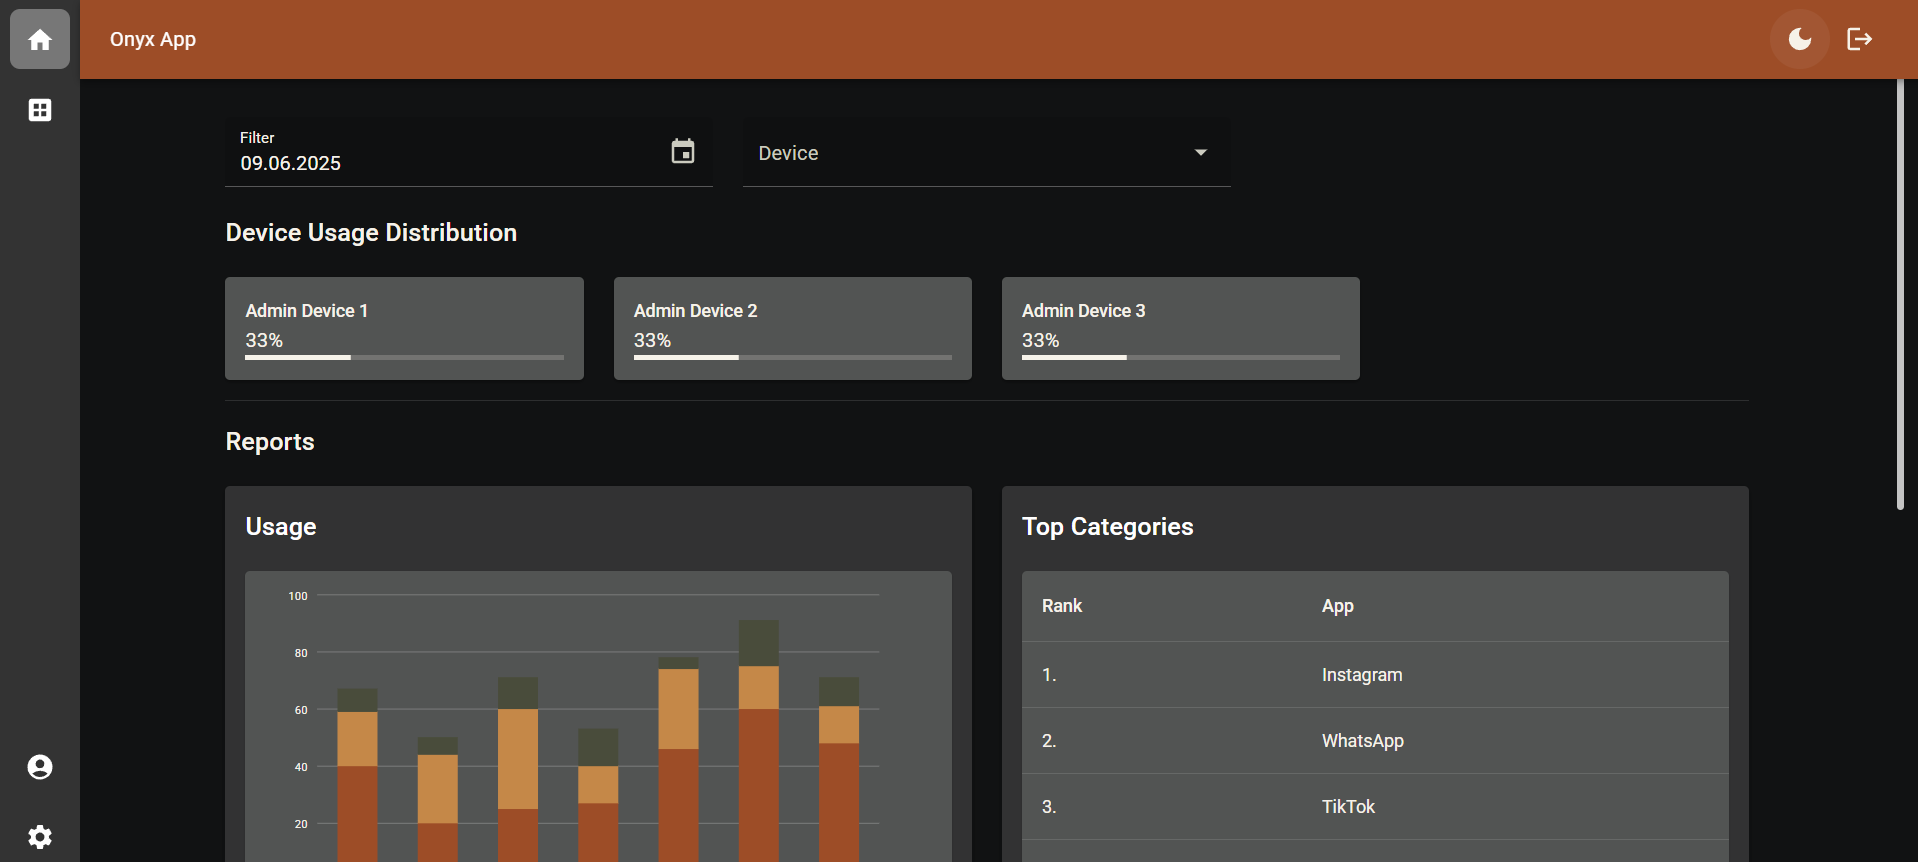 Onyx App
Filter
09.06.2025
Device
Device Usage Distribution
Admin Device 1
33%
Admin Device 2
33%
Admin Device 3
33%
Reports
Usage
100
80
60
40
20
Top Categories
Rank App
1. Instagram
2. WhatsApp
3. TikTok